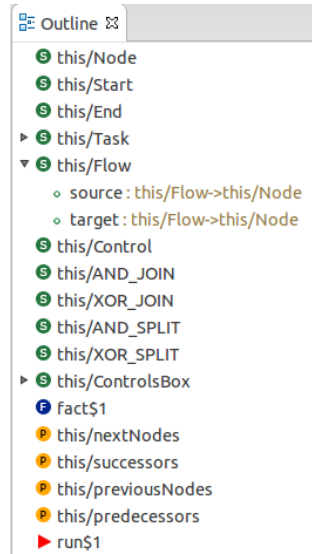 Outline
this/Node
this/Start
this/End
this/Task
this/Flow
source : this/Flow->this/Node
target : this/Flow->this/Node
this/Control
this/AND_JOIN
this/XOR_JOIN
this/AND_SPLIT
this/XOR_SPLIT
this/ControlsBox
fact$1
this/nextNodes
this/successors
this/previousNodes
this/predecessors
run$1